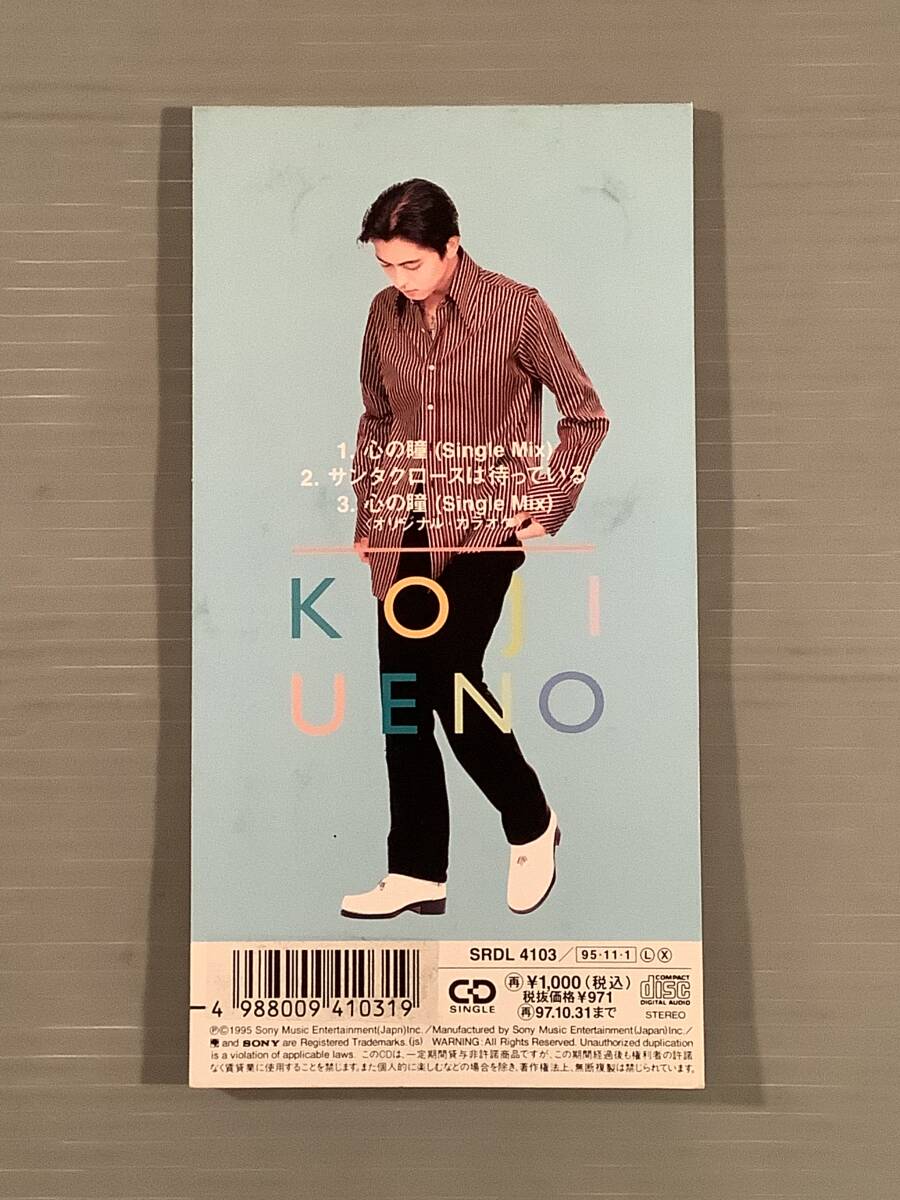 1. 心の瞳 (Single Mix)
2. サンタクロースは待っている
3. 心の瞳 (Single Mix)
オリジナル・カラオケ
KOJI
UENO
SRDL 4103 / 95・11・1 Ⓛ Ⓧ
CD SINGLE
再 ¥1,000 (税込)
税抜価格¥971
再 97.10.31まで
COMPACT disc DIGITAL AUDIO
STEREO
4 988009 410319
Ⓟ©1995 Sony Music Entertainment(Japn)Inc./Manufactured by Sony Music Entertainment(Japan)Inc./
and SONY are Registered Trademarks. (js) WARNING: All Rights Reserved. Unauthorized duplication
is a violation of applicable laws. このCDは、一定期間貸与非許諾商品ですが、この期間経過後も権利者の許諾
なく賃貸業に使用することを禁じます。また個人的に楽しむなどの場合を除き、著作権法上、無断複製は禁じられています。